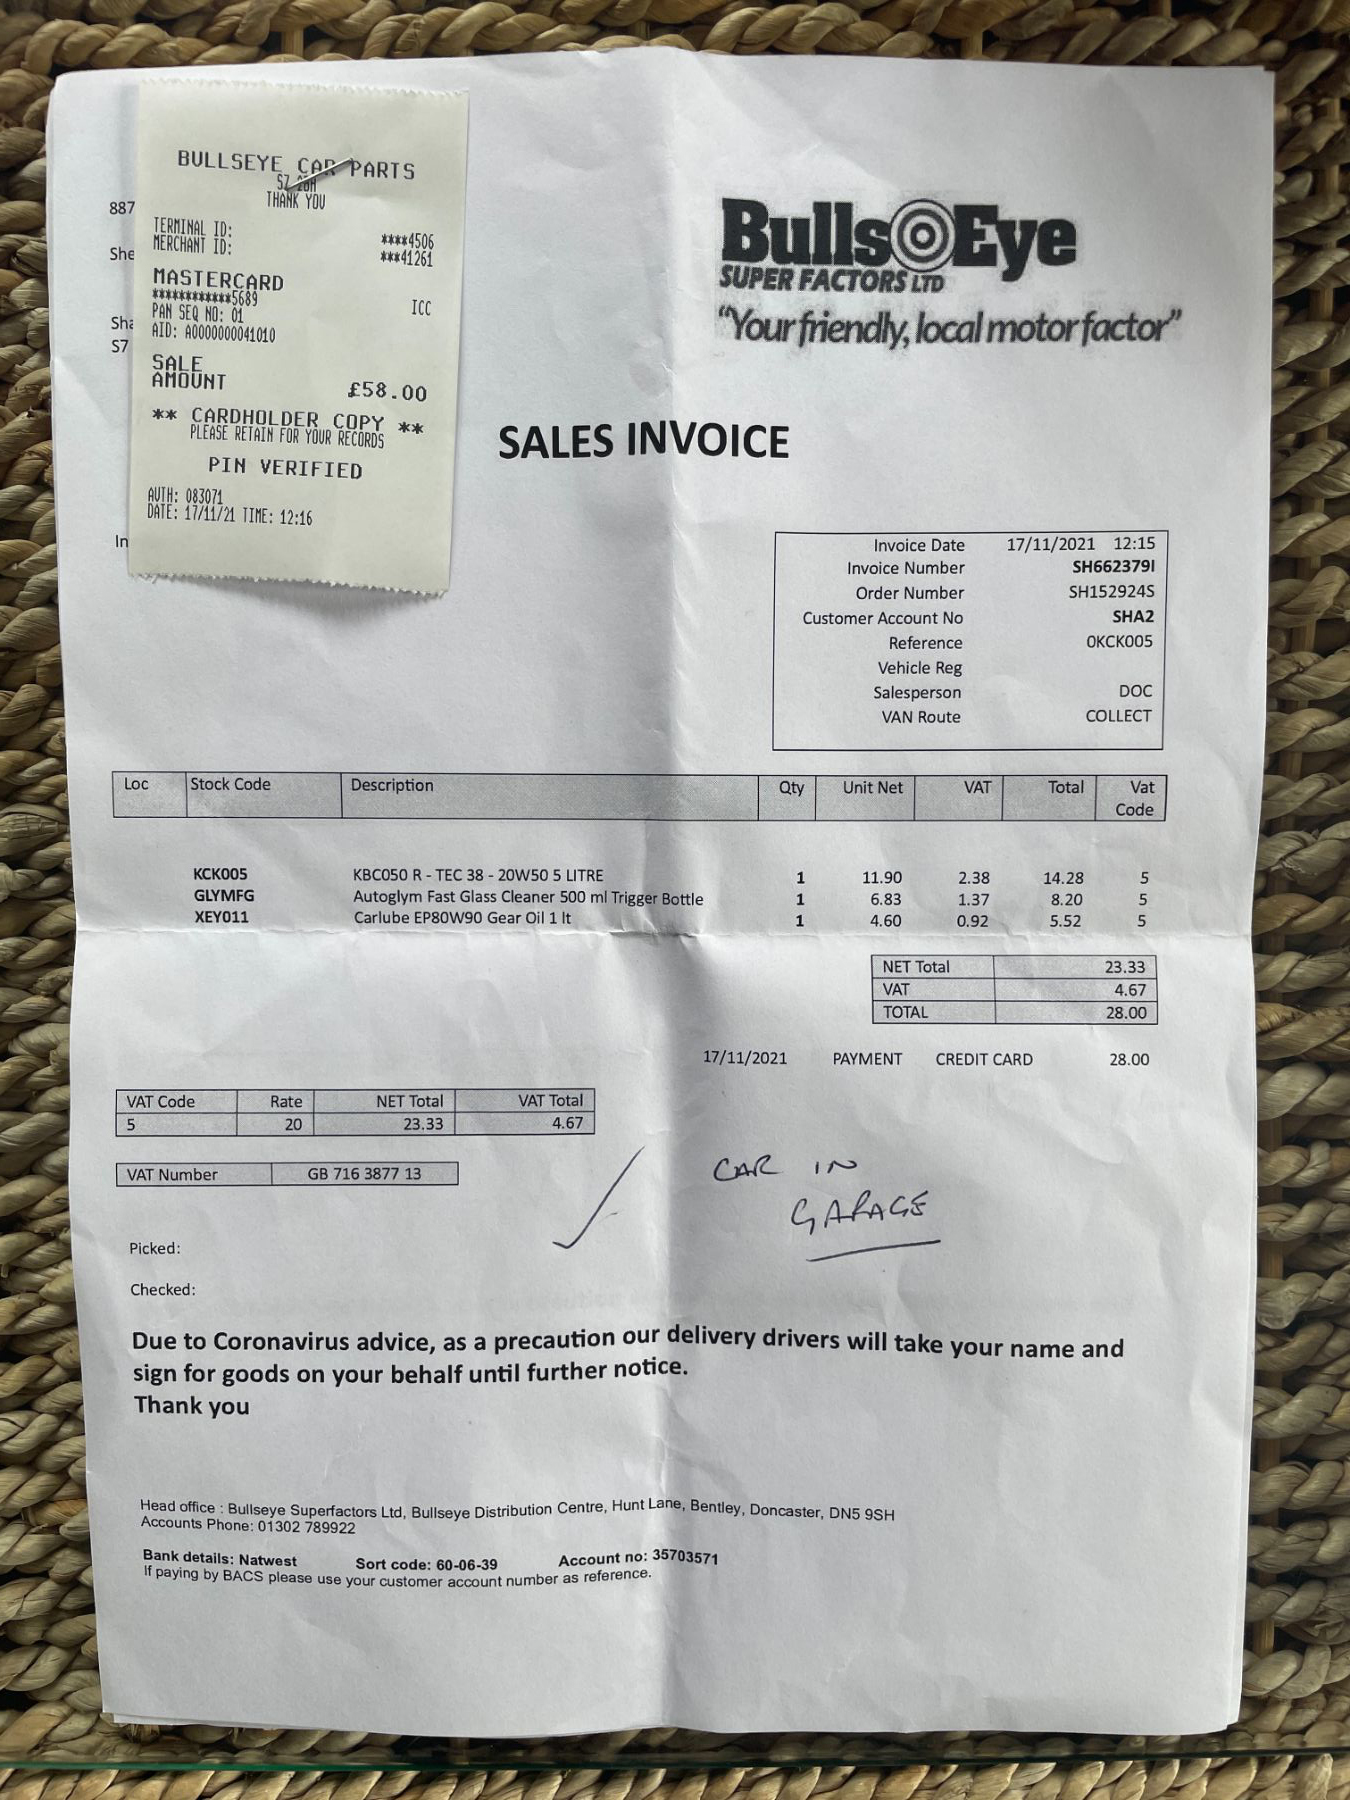 BULLSEYE CAR PARTS
THANK YOU
TERMINAL ID: ****4506
MERCHANT ID: ***41261
MASTERCARD
************5689 ICC
PAN SEQ NO: 01
AID: A0000000041010
SALE
AMOUNT £58.00
** CARDHOLDER COPY **
PLEASE RETAIN FOR YOUR RECORDS
PIN VERIFIED
AUTH: 083071
DATE: 17/11/21 TIME: 12:16
887
She
Sha
S7
In
BullsEye
SUPER FACTORS LTD
"Your friendly, local motor factor"
SALES INVOICE
Invoice Date 17/11/2021 12:15
Invoice Number SH662379I
Order Number SH152924S
Customer Account No SHA2
Reference 0KCK005
Vehicle Reg
Salesperson DOC
VAN Route COLLECT
Loc Stock Code Description Qty Unit Net VAT Total Vat Code
KCK005 KBC050 R - TEC 38 - 20W50 5 LITRE 1 11.90 2.38 14.28 5
GLYMFG Autoglym Fast Glass Cleaner 500 ml Trigger Bottle 1 6.83 1.37 8.20 5
XEY011 Carlube EP80W90 Gear Oil 1 lt 1 4.60 0.92 5.52 5
NET Total 23.33
VAT 4.67
TOTAL 28.00
17/11/2021 PAYMENT CREDIT CARD 28.00
VAT Code Rate NET Total VAT Total
5 20 23.33 4.67
VAT Number GB 716 3877 13
CAR IN
GARAGE
Picked:
Checked:
Due to Coronavirus advice, as a precaution our delivery drivers will take your name and
sign for goods on your behalf until further notice.
Thank you
Head office : Bullseye Superfactors Ltd, Bullseye Distribution Centre, Hunt Lane, Bentley, Doncaster, DN5 9SH
Accounts Phone: 01302 789922
Bank details: Natwest Sort code: 60-06-39 Account no: 35703571
If paying by BACS please use your customer account number as reference.